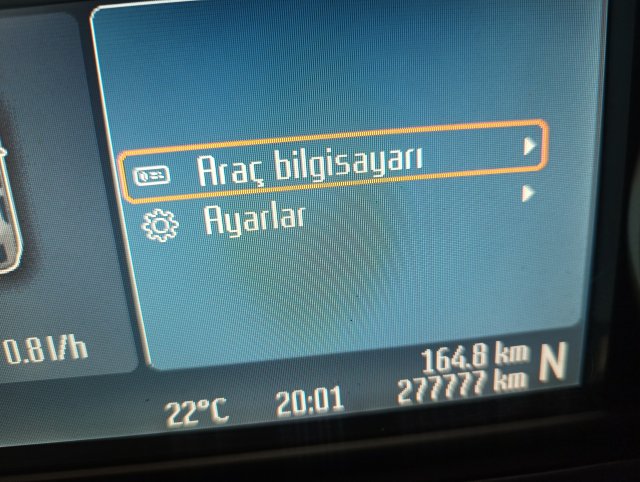 Araç bilgisayarı
Ayarlar
0.8 l/h
164.8 km
22°C 20:01 277777 km N